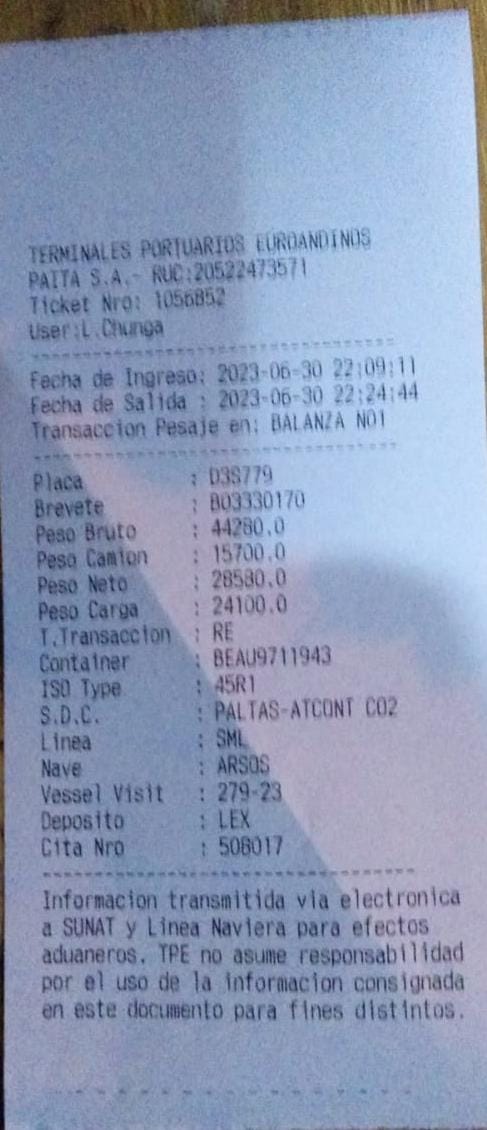 TERMINALES PORTUARIOS EUROANDINOS
PAITA S.A.- RUC:20522473571
Ticket Nro: 1056852
User:L.Chunga
Fecha de Ingreso: 2023-06-30 22:09:11
Fecha de Salida : 2023-06-30 22:24:44
Transaccion Pesaje en: BALANZA NO1
Placa : D3S779
Brevete : B03330170
Peso Bruto : 44280.0
Peso Camion : 15700.0
Peso Neto : 28580.0
Peso Carga : 24100.0
T.Transaccion : RE
Container : BEAU9711943
ISO Type : 45R1
S.D.C. : PALTAS-ATCONT CO2
Linea : SML
Nave : ARSOS
Vessel Visit : 279-23
Deposito : LEX
Cita Nro : 508017
Informacion transmitida via electronica
a SUNAT y Linea Naviera para efectos
aduaneros. TPE no asume responsabilidad
por el uso de la informacion consignada
en este documento para fines distintos.